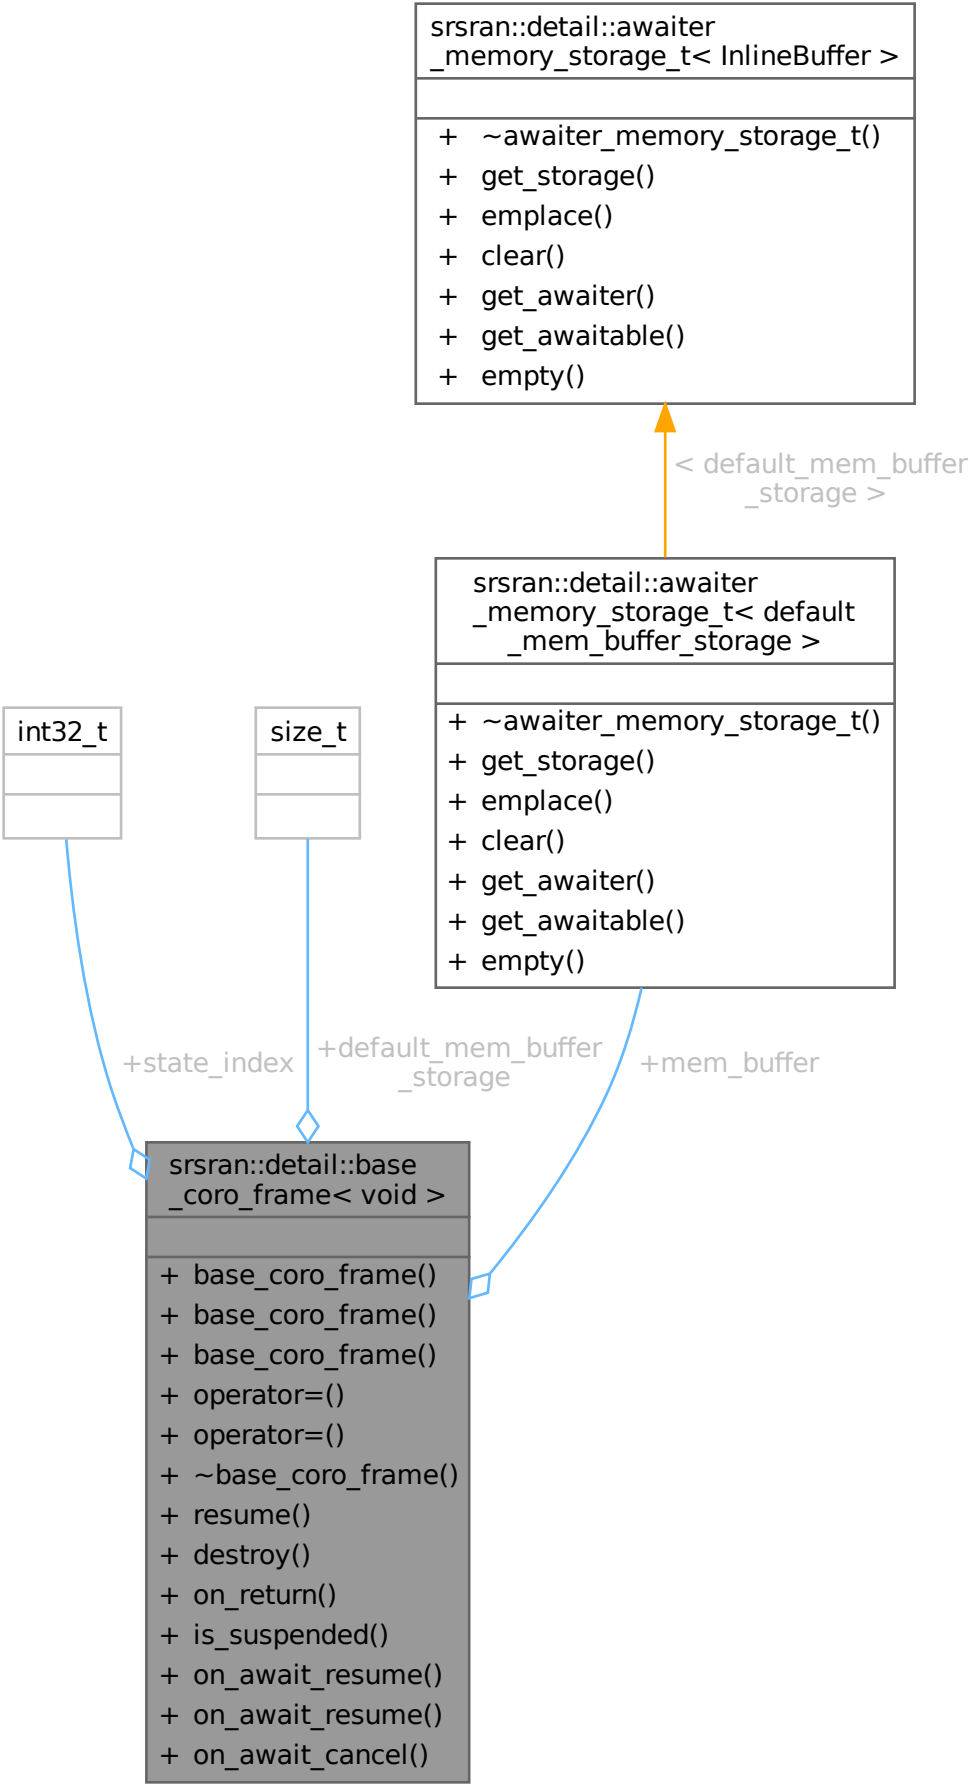 srsran::detail::awaiter
_memory_storage_t< InlineBuffer >
+ ~awaiter_memory_storage_t()
+ get_storage()
+ emplace()
+ clear()
+ get_awaiter()
+ get_awaitable()
+ empty()
< default_mem_buffer
_storage >
srsran::detail::awaiter
_memory_storage_t< default
_mem_buffer_storage >
+ ~awaiter_memory_storage_t()
+ get_storage()
+ emplace()
+ clear()
+ get_awaiter()
+ get_awaitable()
+ empty()
int32_t
size_t
+state_index
+default_mem_buffer
_storage
+mem_buffer
srsran::detail::base
_coro_frame< void >
+ base_coro_frame()
+ base_coro_frame()
+ base_coro_frame()
+ operator=()
+ operator=()
+ ~base_coro_frame()
+ resume()
+ destroy()
+ on_return()
+ is_suspended()
+ on_await_resume()
+ on_await_resume()
+ on_await_cancel()